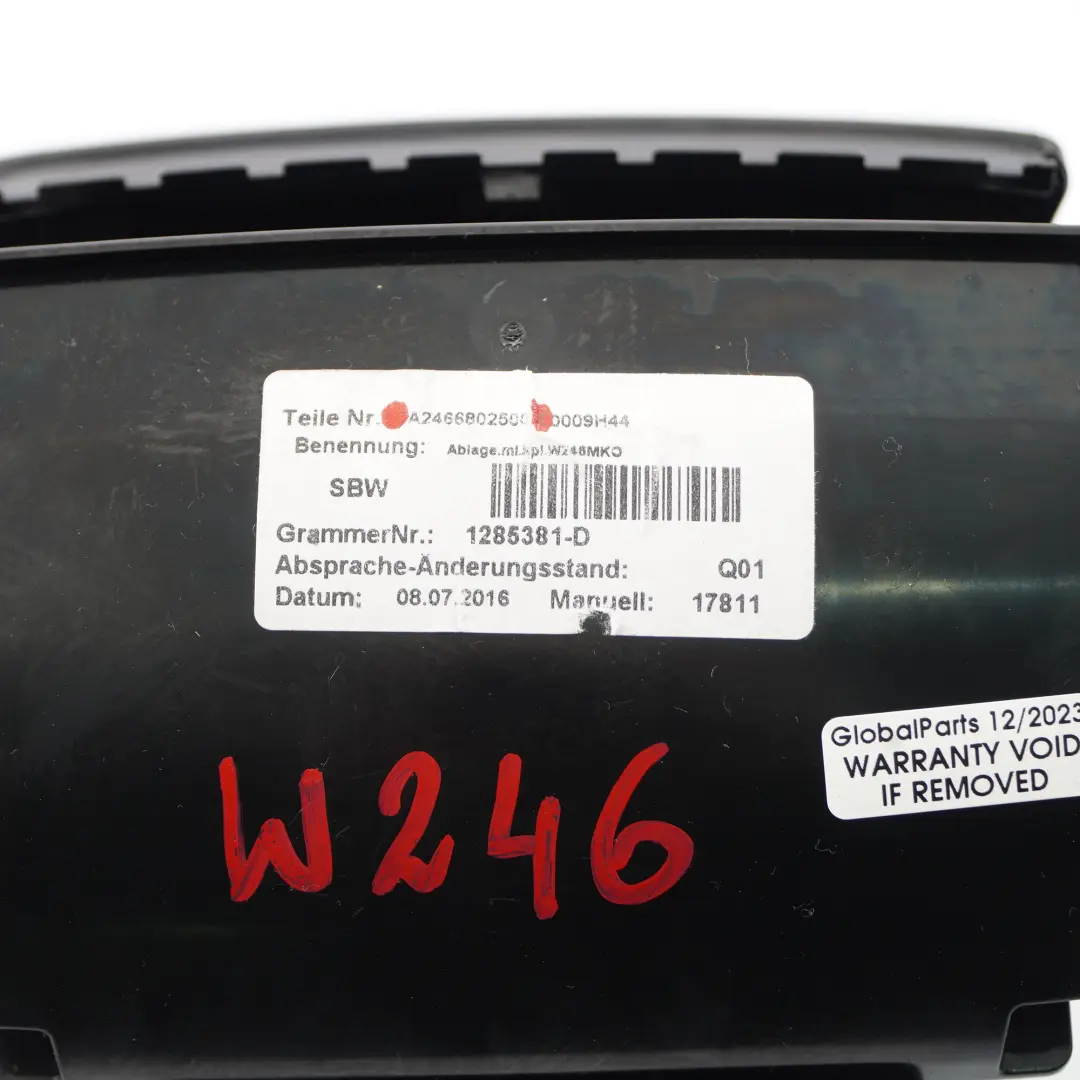 Teile Nr. A2466802500 0009H44
Benennung: Ablage.ml.kpl.W246MKO
SBW
GrammerNr.: 1285381-D
Absprache-Änderungsstand: Q01
Datum: 08.07.2016 Manuell: 17811
GlobalParts 12/2023
WARRANTY VOID
IF REMOVED
W246